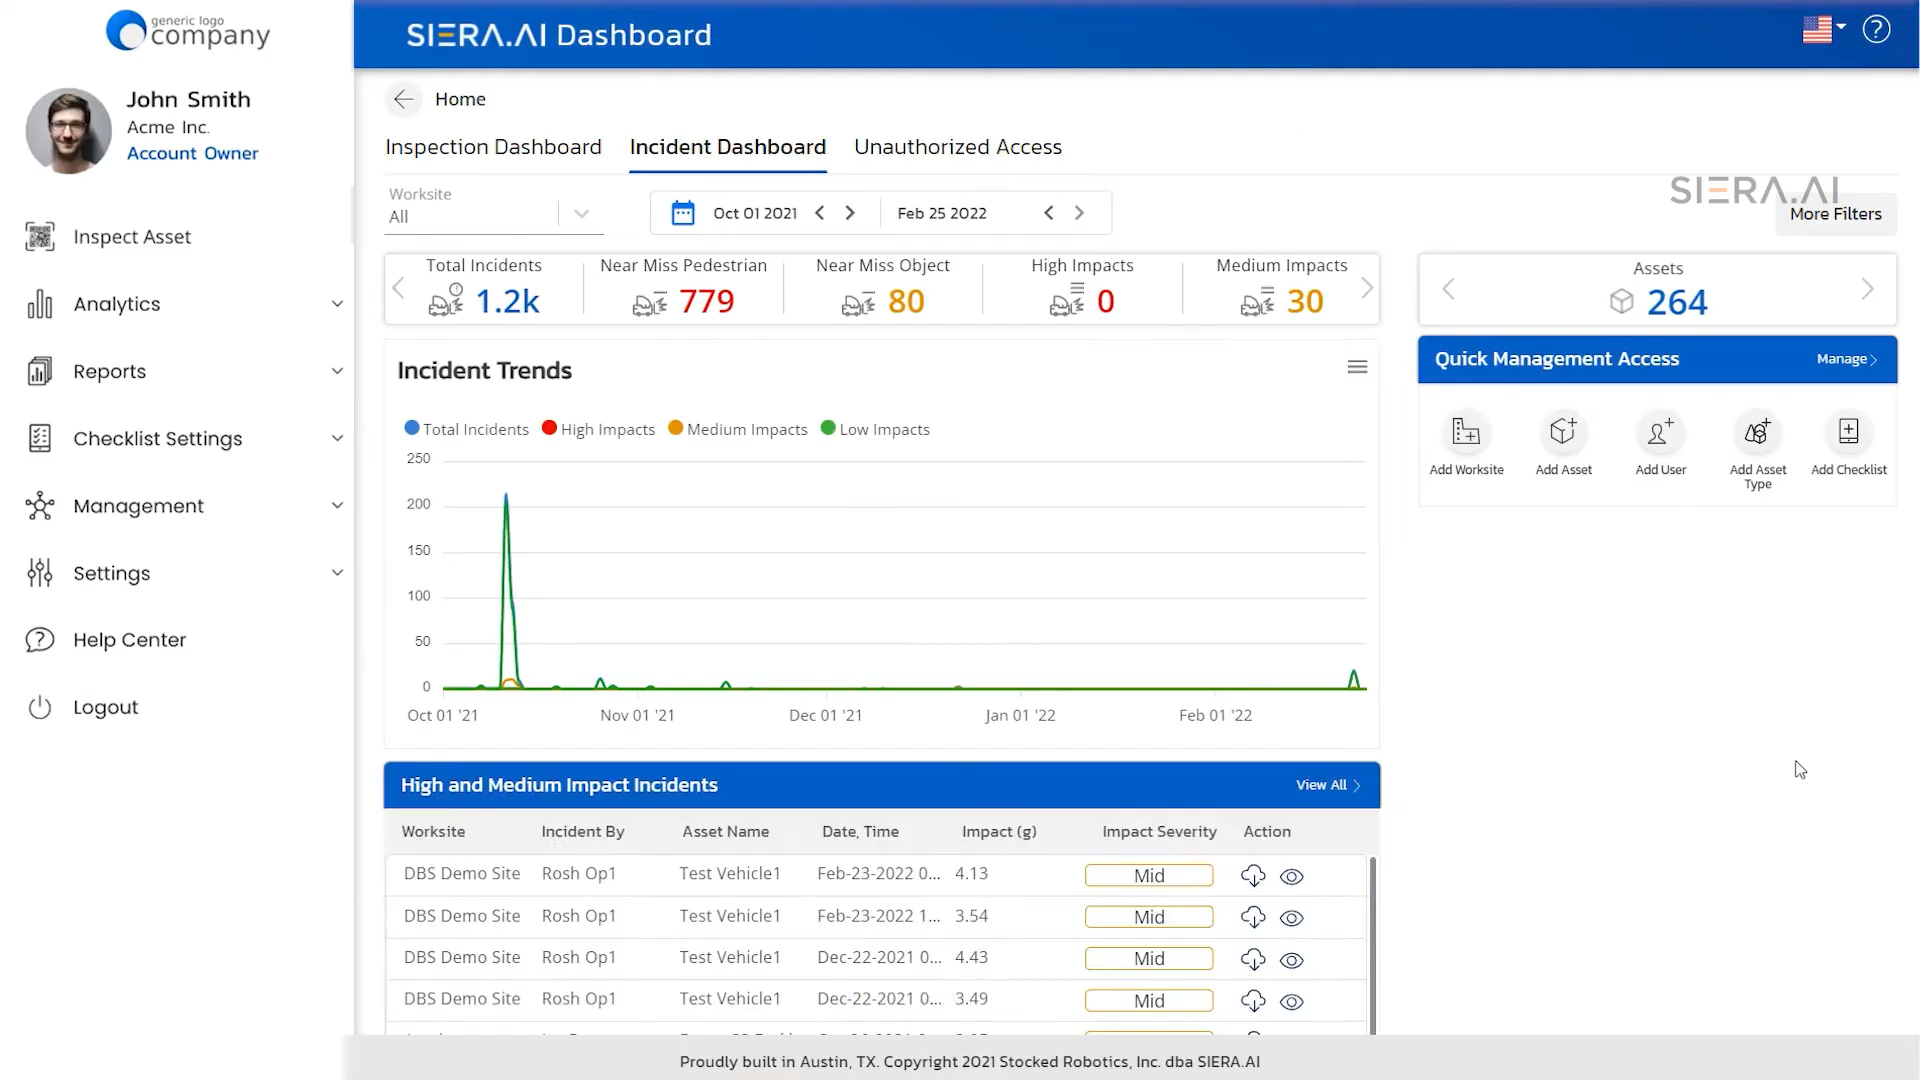 generic logo
company
SIERA.AI Dashboard
John Smith
Acme Inc.
Account Owner
Home
Inspection Dashboard
Incident Dashboard
Unauthorized Access
Worksite
All
Oct 01 2021
Feb 25 2022
SIERA.AI
More Filters
Inspect Asset
Analytics
Reports
Checklist Settings
Management
Settings
Help Center
Logout
Total Incidents
1.2k
Near Miss Pedestrian
779
Near Miss Object
80
High Impacts
0
Medium Impacts
30
Assets
264
Incident Trends
Total Incidents High Impacts Medium Impacts Low Impacts
250
200
150
100
50
0
Oct 01 '21 Nov 01 '21 Dec 01 '21 Jan 01 '22 Feb 01 '22
Quick Management Access
Manage
Add Worksite
Add Asset
Add User
Add Asset
Type
Add Checklist
High and Medium Impact Incidents
View All
Worksite Incident By Asset Name Date, Time Impact (g) Impact Severity Action
DBS Demo Site Rosh Op1 Test Vehicle1 Feb-23-2022 0... 4.13 Mid
DBS Demo Site Rosh Op1 Test Vehicle1 Feb-23-2022 1... 3.54 Mid
DBS Demo Site Rosh Op1 Test Vehicle1 Dec-22-2021 0... 4.43 Mid
DBS Demo Site Rosh Op1 Test Vehicle1 Dec-22-2021 0... 3.49 Mid
Proudly built in Austin, TX. Copyright 2021 Stocked Robotics, Inc. dba SIERA.AI